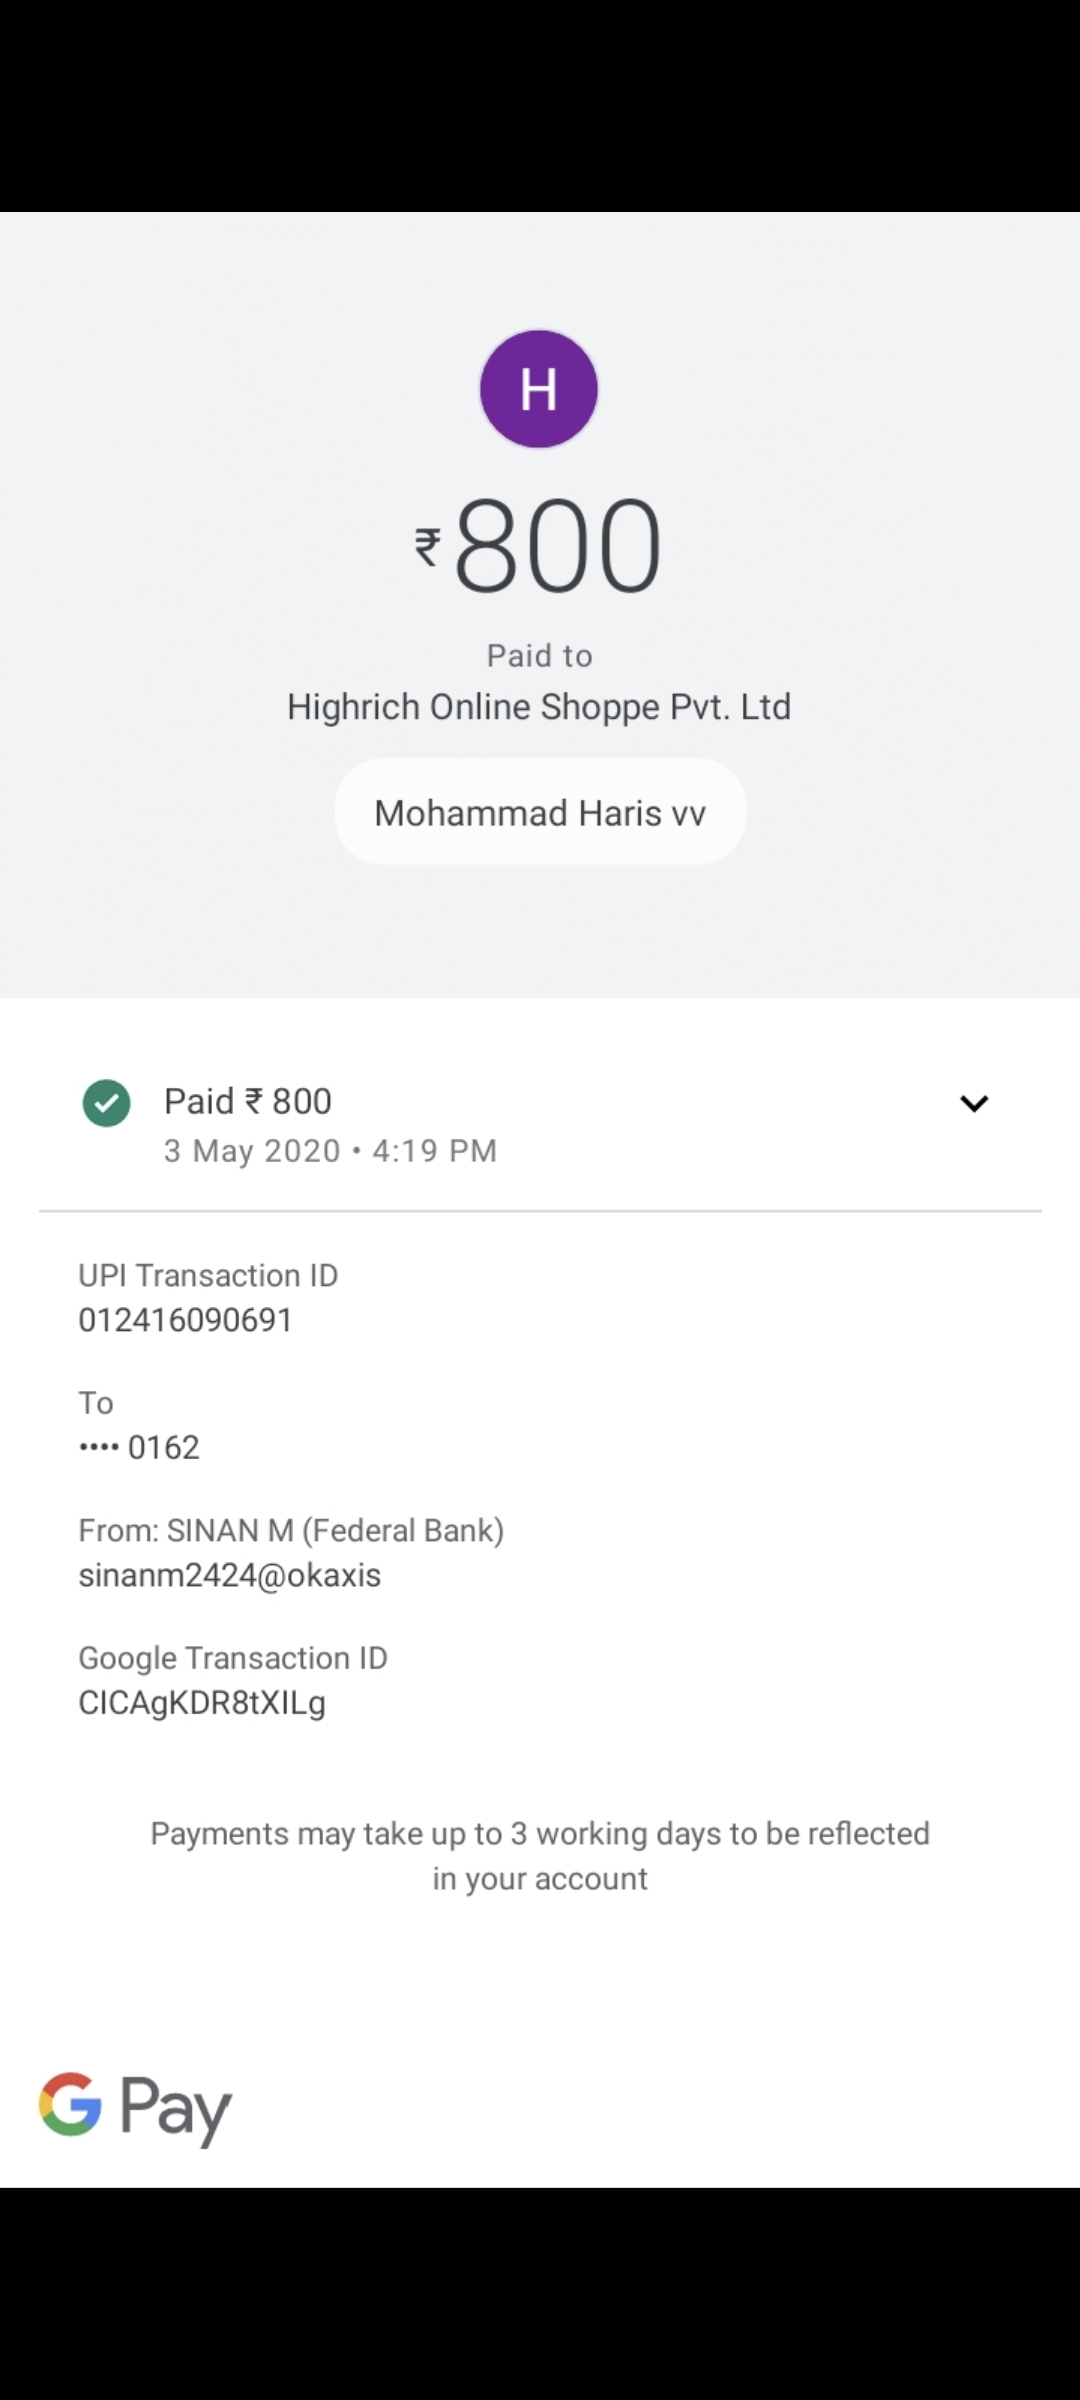 H
₹800
Paid to
Highrich Online Shoppe Pvt. Ltd
Mohammad Haris vv
Paid ₹ 800
3 May 2020 • 4:19 PM
UPI Transaction ID
012416090691
To
•••• 0162
From: SINAN M (Federal Bank)
sinanm2424@okaxis
Google Transaction ID
CICAgKDR8tXILg
Payments may take up to 3 working days to be reflected
in your account
G Pay